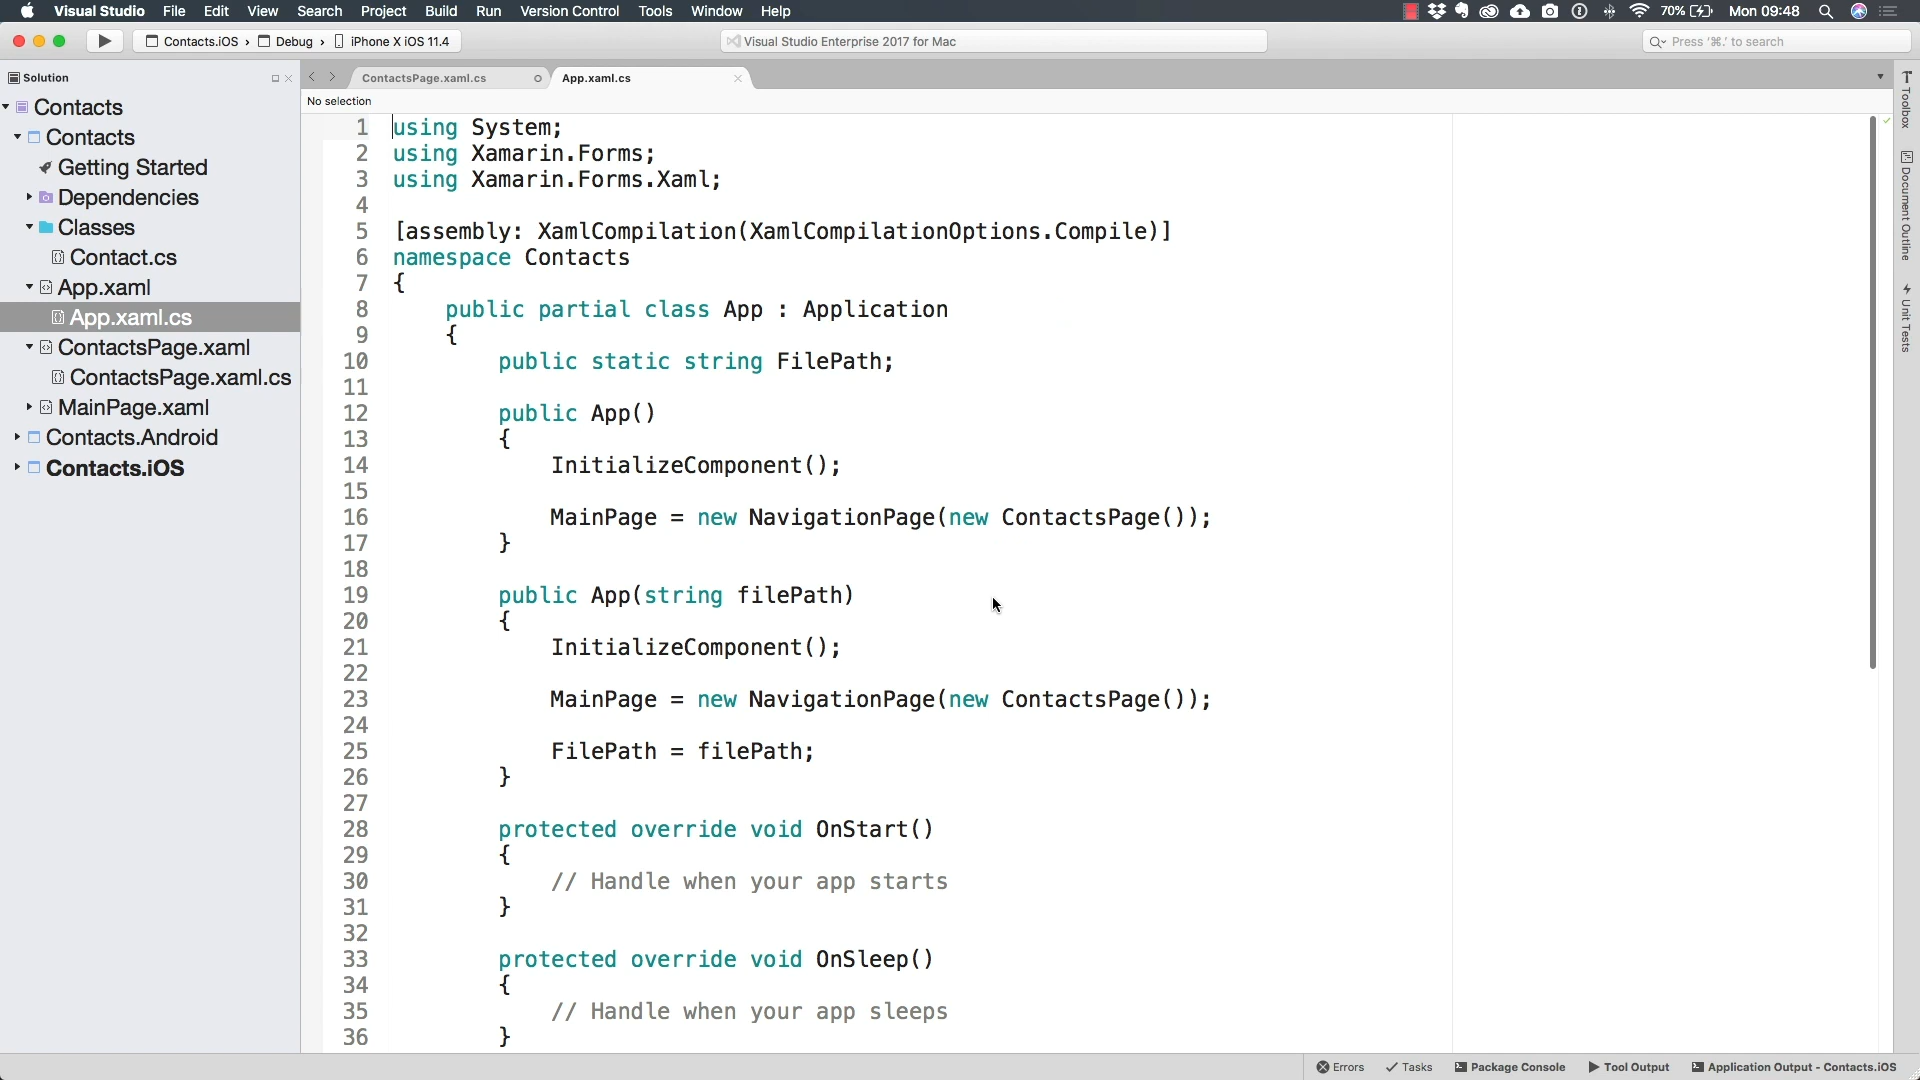 Visual Studio File Edit View Search Project Build Run Version Control Tools Window Help 70% Mon 09:48
Contacts.iOS › Debug › iPhone X iOS 11.4 Visual Studio Enterprise 2017 for Mac Press '⌘.' to search
Solution
ContactsPage.xaml.cs App.xaml.cs
No selection
Contacts
Contacts
Getting Started
Dependencies
Classes
Contact.cs
App.xaml
App.xaml.cs
ContactsPage.xaml
ContactsPage.xaml.cs
MainPage.xaml
Contacts.Android
Contacts.iOS
1 using System;
2 using Xamarin.Forms;
3 using Xamarin.Forms.Xaml;
4
5 [assembly: XamlCompilation(XamlCompilationOptions.Compile)]
6 namespace Contacts
7 {
8 public partial class App : Application
9 {
10 public static string FilePath;
11
12 public App()
13 {
14 InitializeComponent();
15
16 MainPage = new NavigationPage(new ContactsPage());
17 }
18
19 public App(string filePath)
20 {
21 InitializeComponent();
22
23 MainPage = new NavigationPage(new ContactsPage());
24
25 FilePath = filePath;
26 }
27
28 protected override void OnStart()
29 {
30 // Handle when your app starts
31 }
32
33 protected override void OnSleep()
34 {
35 // Handle when your app sleeps
36 }
Toolbox
Document Outline
Unit Tests
Errors Tasks Package Console Tool Output Application Output - Contacts.iOS